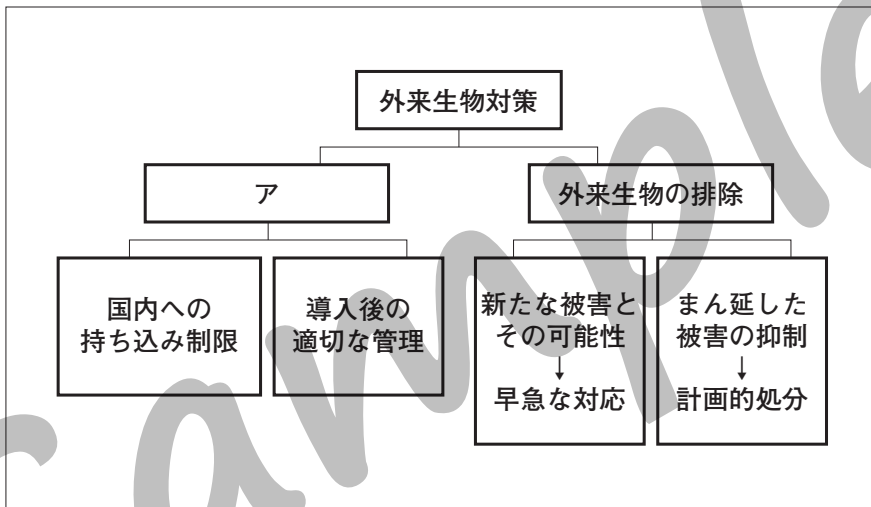 外来生物対策
ア
外来生物の排除
国内への
持ち込み制限
導入後の
適切な管理
新たな被害と
その可能性
↓
早急な対応
まん延した
被害の抑制
↓
計画的処分
sample